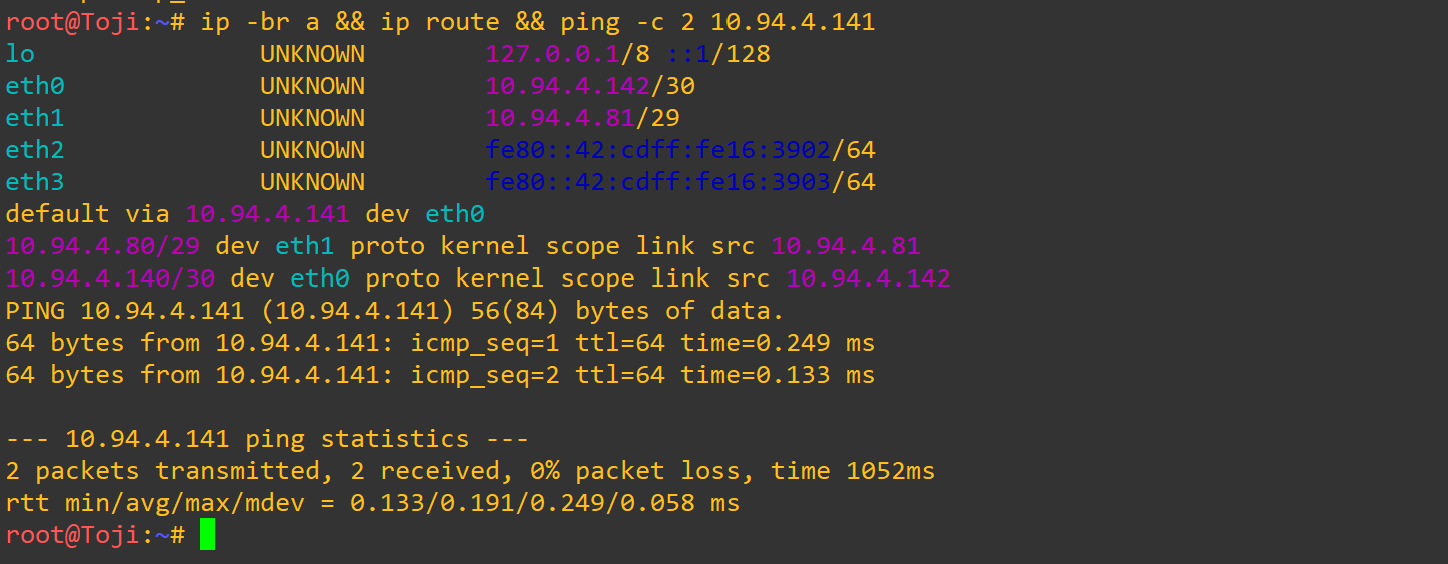 root@Toji:~# ip -br a && ip route && ping -c 2 10.94.4.141
lo               UNKNOWN        127.0.0.1/8 ::1/128
eth0             UNKNOWN        10.94.4.142/30
eth1             UNKNOWN        10.94.4.81/29
eth2             UNKNOWN        fe80::42:cdff:fe16:3902/64
eth3             UNKNOWN        fe80::42:cdff:fe16:3903/64
default via 10.94.4.141 dev eth0
10.94.4.80/29 dev eth1 proto kernel scope link src 10.94.4.81
10.94.4.140/30 dev eth0 proto kernel scope link src 10.94.4.142
PING 10.94.4.141 (10.94.4.141) 56(84) bytes of data.
64 bytes from 10.94.4.141: icmp_seq=1 ttl=64 time=0.249 ms
64 bytes from 10.94.4.141: icmp_seq=2 ttl=64 time=0.133 ms

--- 10.94.4.141 ping statistics ---
2 packets transmitted, 2 received, 0% packet loss, time 1052ms
rtt min/avg/max/mdev = 0.133/0.191/0.249/0.058 ms
root@Toji:~#